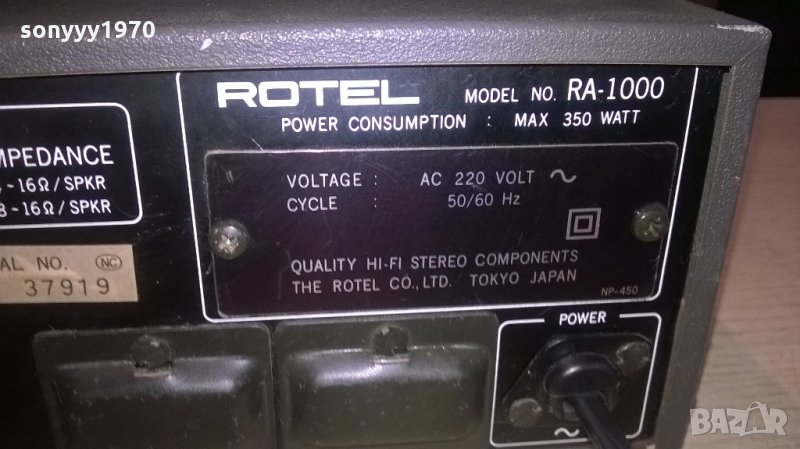 sonyyy1970
ROTEL MODEL NO. RA-1000
POWER CONSUMPTION : MAX 350 WATT
MPEDANCE
-16Ω/SPKR
-16Ω/SPKR
VOLTAGE : AC 220 VOLT ~
CYCLE : 50/60 Hz
QUALITY HI-FI STEREO COMPONENTS
THE ROTEL CO., LTD. TOKYO JAPAN
NP-450
AL NO. NC
37919
POWER
~
BAZAR